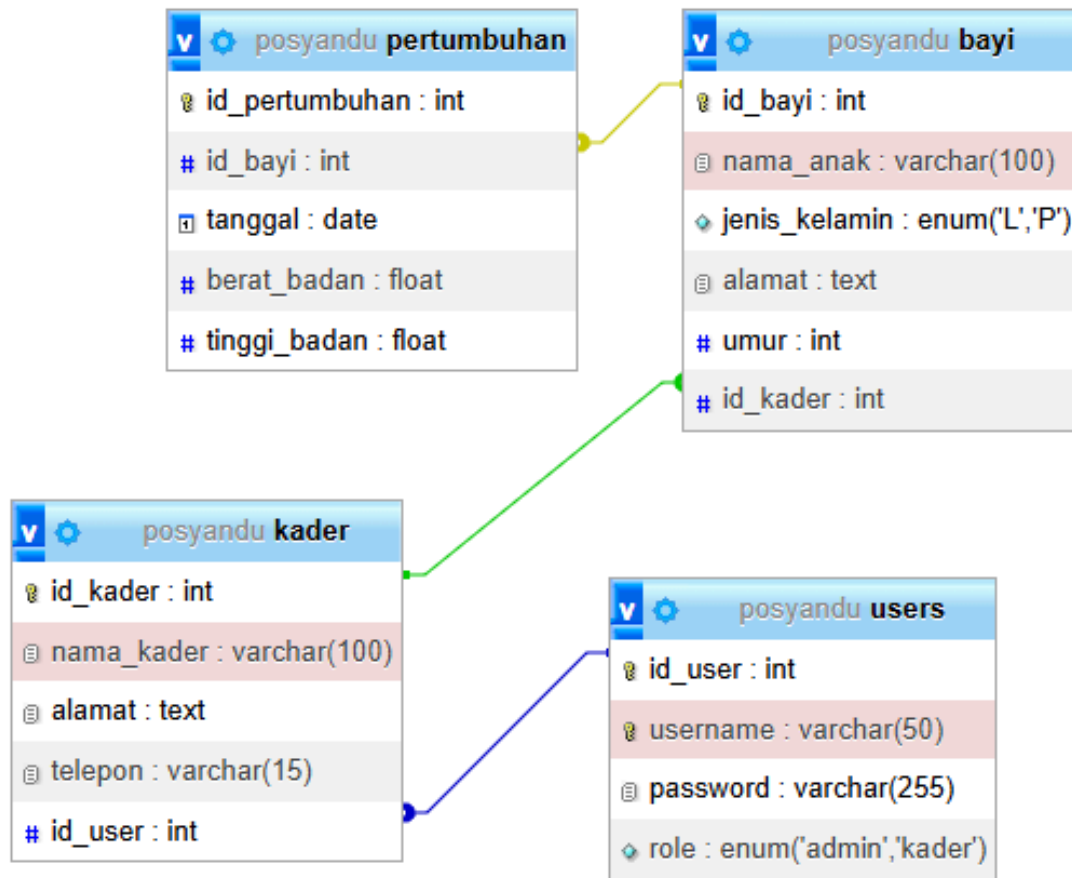 v posyandu pertumbuhan
id_pertumbuhan : int
# id_bayi : int
1 tanggal : date
# berat_badan : float
# tinggi_badan : float
v posyandu bayi
id_bayi : int
nama_anak : varchar(100)
jenis_kelamin : enum('L','P')
alamat : text
# umur : int
# id_kader : int
v posyandu kader
id_kader : int
nama_kader : varchar(100)
alamat : text
telepon : varchar(15)
# id_user : int
v posyandu users
id_user : int
username : varchar(50)
password : varchar(255)
role : enum('admin','kader')